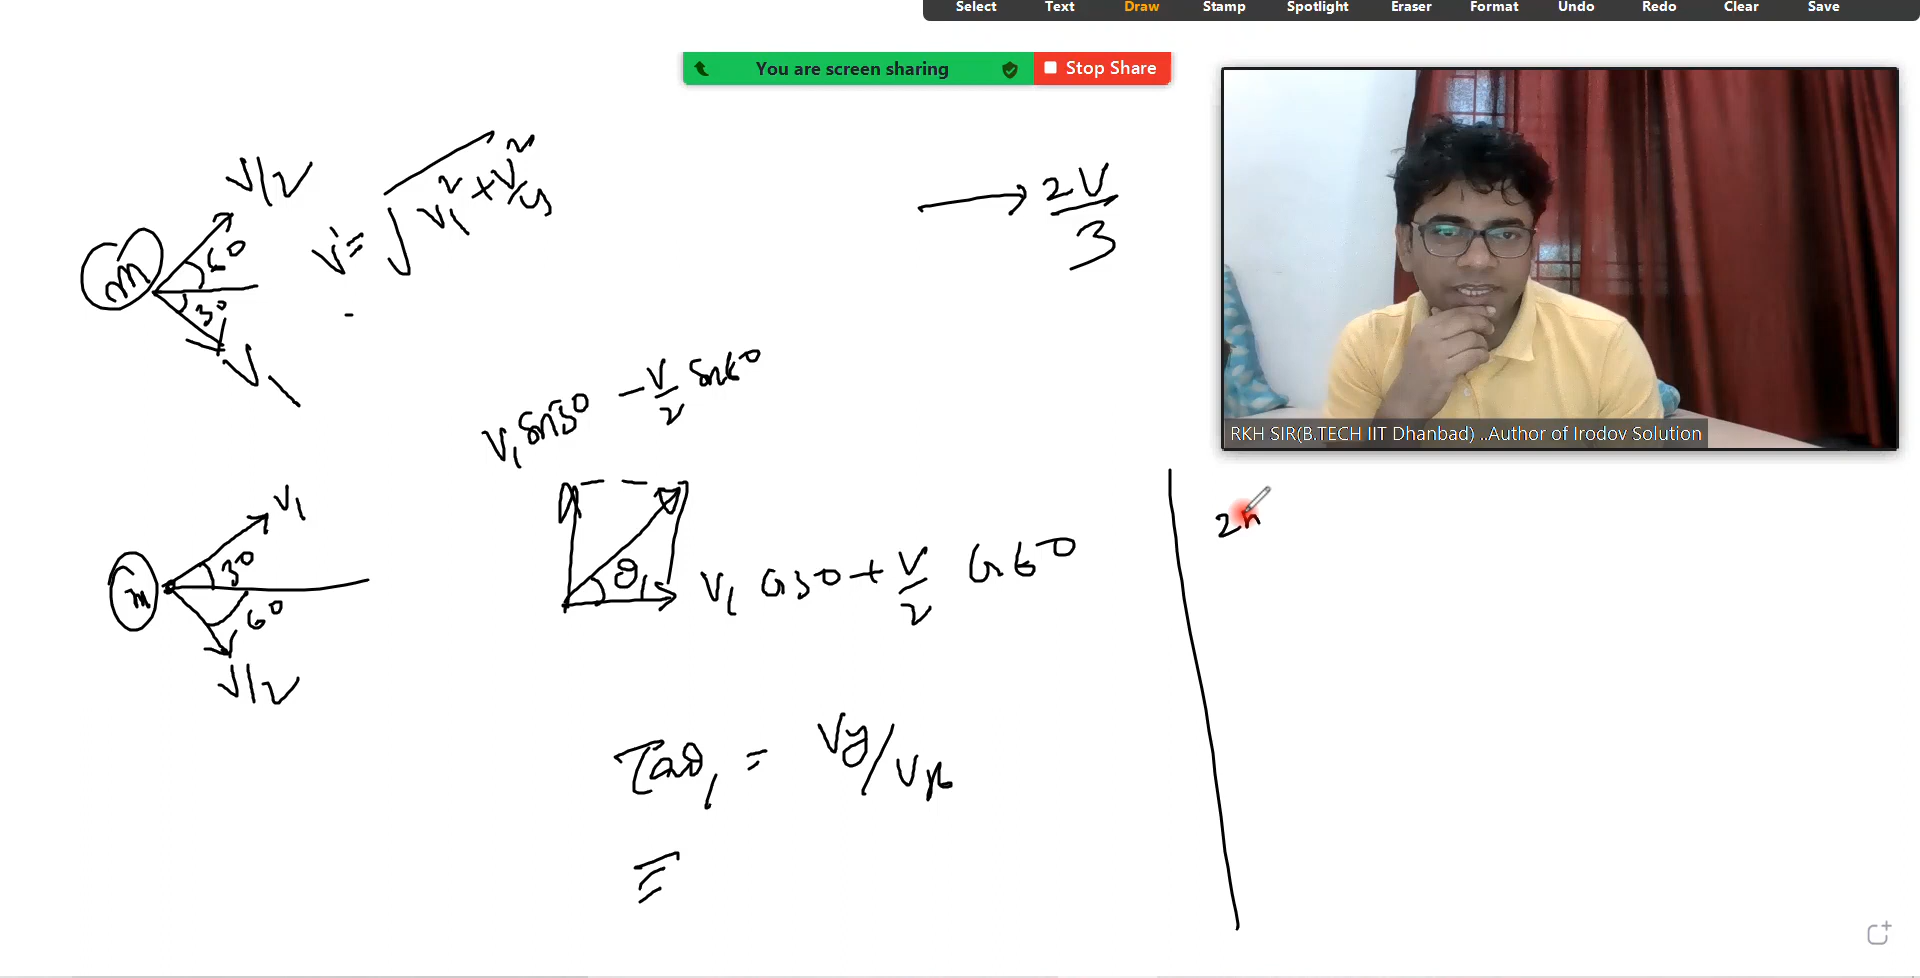 Select Text Draw Stamp Spotlight Eraser Format Undo Redo Clear Save
You are screen sharing Stop Share
V/2
m
60
30
V1
V' = √V1² + V²/4
→ 2V/3
V1 sin30 - V/2 sin60
θ1
V1 cos30 + V/2 cos60
V1
m
30
60
V/2
Tanθ1 = Vy/Vx
=
2
RKH SIR(B.TECH IIT Dhanbad) ..Author of Irodov Solution